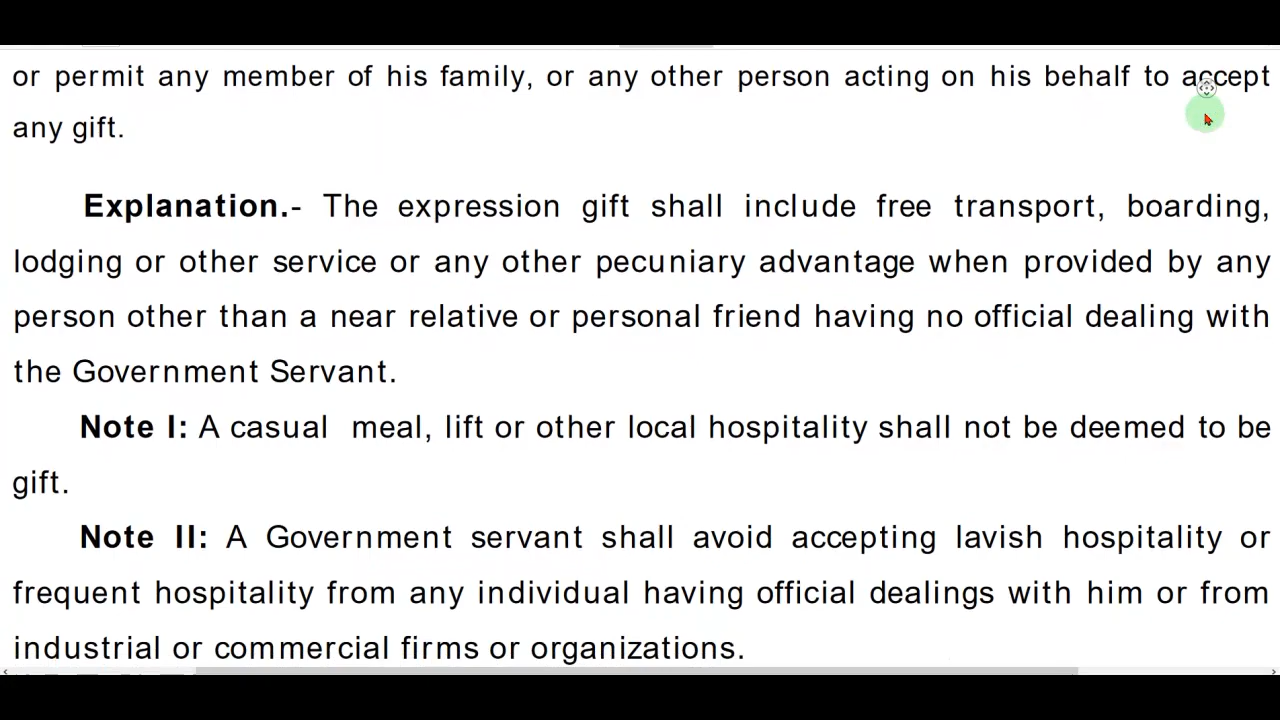 or permit any member of his family, or any other person acting on his behalf to accept
any gift.
Explanation.- The expression gift shall include free transport, boarding,
lodging or other service or any other pecuniary advantage when provided by any
person other than a near relative or personal friend having no official dealing with
the Government Servant.
Note I: A casual meal, lift or other local hospitality shall not be deemed to be
gift.
Note II: A Government servant shall avoid accepting lavish hospitality or
frequent hospitality from any individual having official dealings with him or from
industrial or commercial firms or organizations.